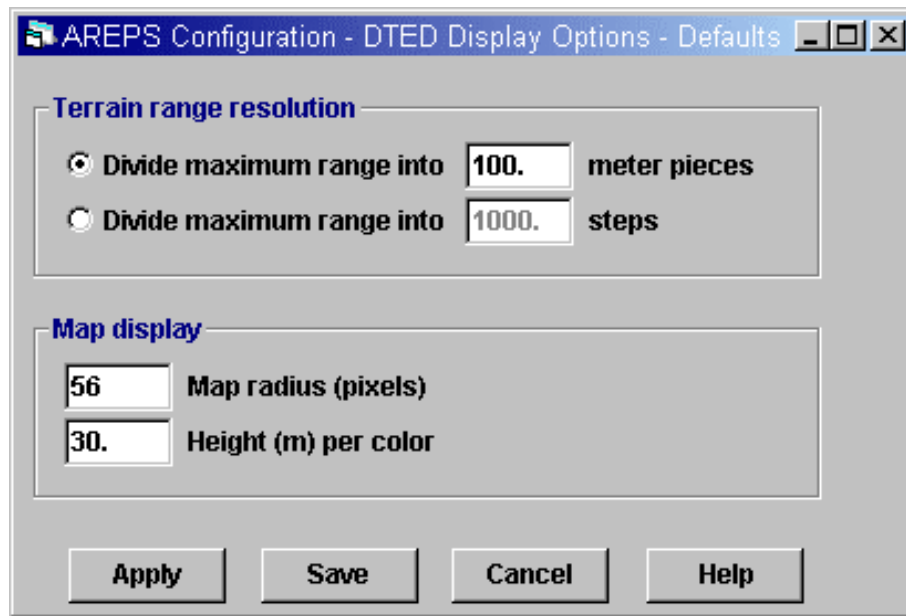 AREPS Configuration - DTED Display Options - Defaults
Terrain range resolution
Divide maximum range into 100. meter pieces
Divide maximum range into 1000. steps
Map display
56 Map radius (pixels)
30. Height (m) per color
Apply Save Cancel Help